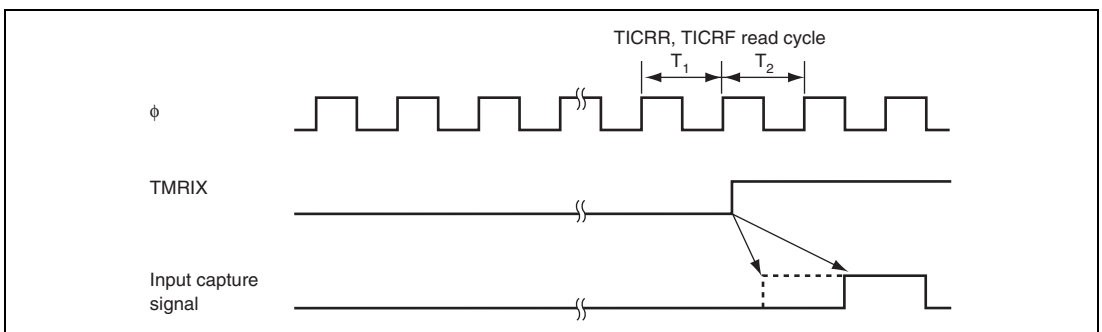 TICRR, TICRF read cycle
T1 T2
ϕ
TMRIX
Input capture
signal